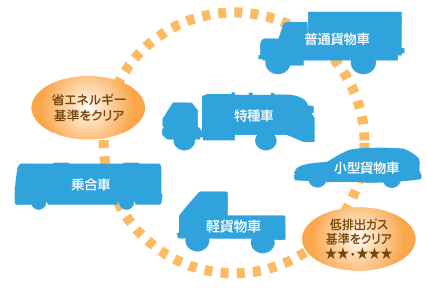 普通貨物車
省エネルギー
基準をクリア
特種車
小型貨物車
乗合車
軽貨物車
低排出ガス
基準をクリア
★★・★★★